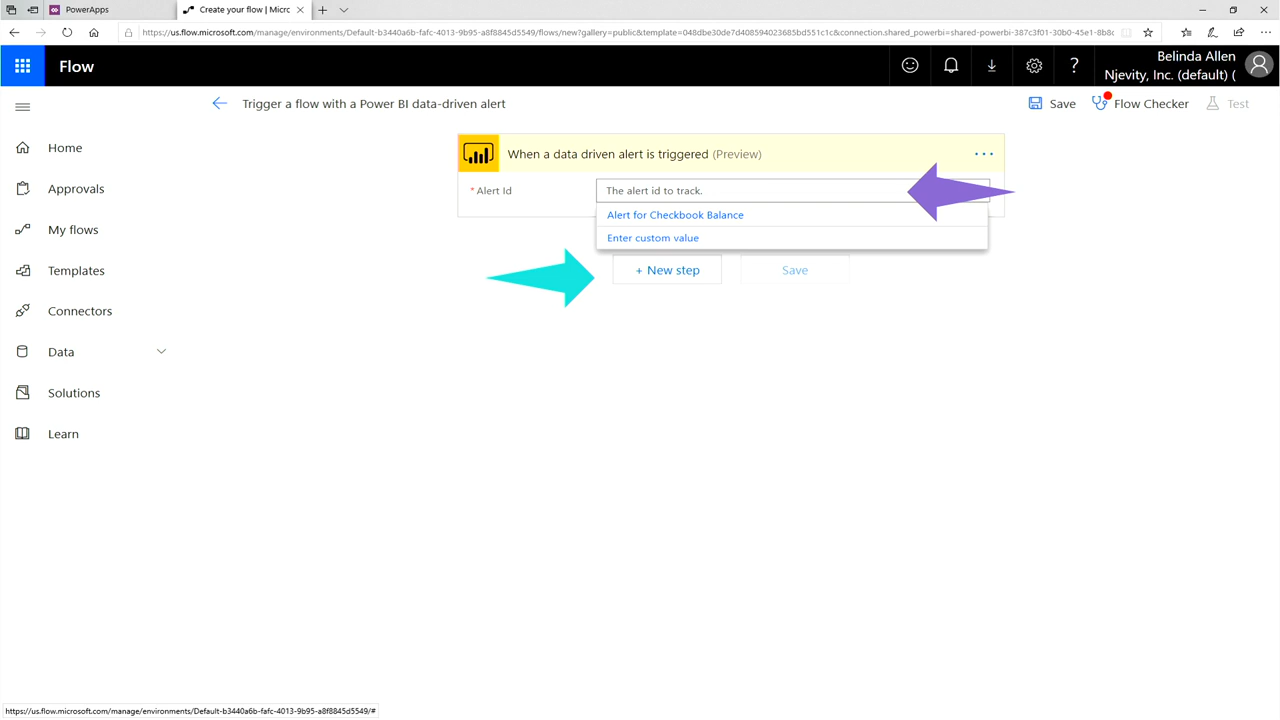 PowerApps
Create your flow | Micrc
https://us.flow.microsoft.com/manage/environments/Default-b3440a6b-fafc-4013-9b95-a8f8845d5549/flows/new?gallery=public&template=048dbe30de7d408594023685bd551c1c&connection.shared_powerbi=shared-powerbi-387c3f01-30b0-45e1-8b8c
Flow
?
Belinda Allen
Njevity, Inc. (default) (
Trigger a flow with a Power BI data-driven alert
Save
Flow Checker
Test
Home
Approvals
My flows
Templates
Connectors
Data
Solutions
Learn
When a data driven alert is triggered (Preview)
* Alert Id
The alert id to track.
Alert for Checkbook Balance
Enter custom value
+ New step
Save
https://us.flow.microsoft.com/manage/environments/Default-b3440a6b-fafc-4013-9b95-a8f8845d5549/#